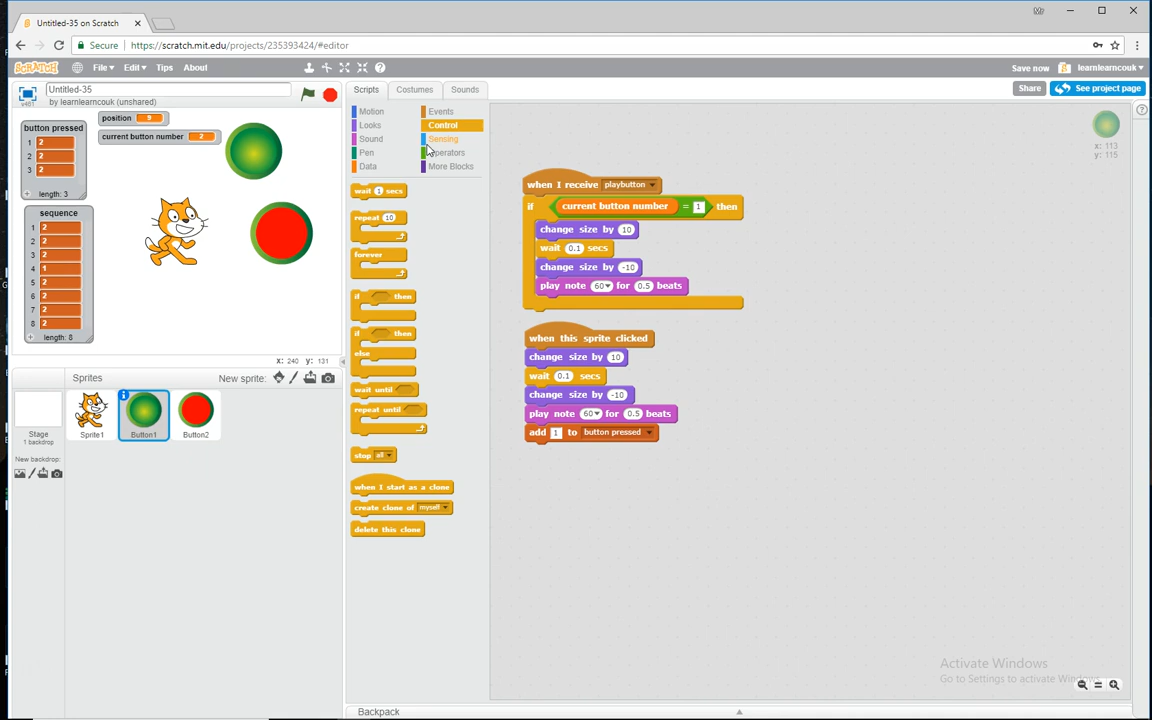 Untitled-35 on Scratch
Secure https://scratch.mit.edu/projects/235393424/#editor
SCRATCH File Edit Tips About Save now learnlearncouk
v461 Untitled-35 Scripts Costumes Sounds Share See project page
by learnlearncouk (unshared)
button pressed
1 2
2 2
3 2
length: 3
position 9
current button number 2
sequence
1 2
2 2
3 2
4 1
5 2
6 2
7 2
8 2
length: 8
x: 240 y: 131
Sprites New sprite:
Stage
1 backdrop
New backdrop:
Sprite1
Button1
Button2
Motion Events
Looks Control
Sound Sensing
Pen Operators
Data More Blocks
wait 1 secs
repeat 10
forever
if then
if then
else
wait until
repeat until
stop all
when I start as a clone
create clone of myself
delete this clone
when I receive playbutton
if current button number = 1 then
change size by 10
wait 0.1 secs
change size by -10
play note 60 for 0.5 beats
when this sprite clicked
change size by 10
wait 0.1 secs
change size by -10
play note 60 for 0.5 beats
add 1 to button pressed
x: 113
y: 115
Activate Windows
Go to Settings to activate Windows.
Backpack